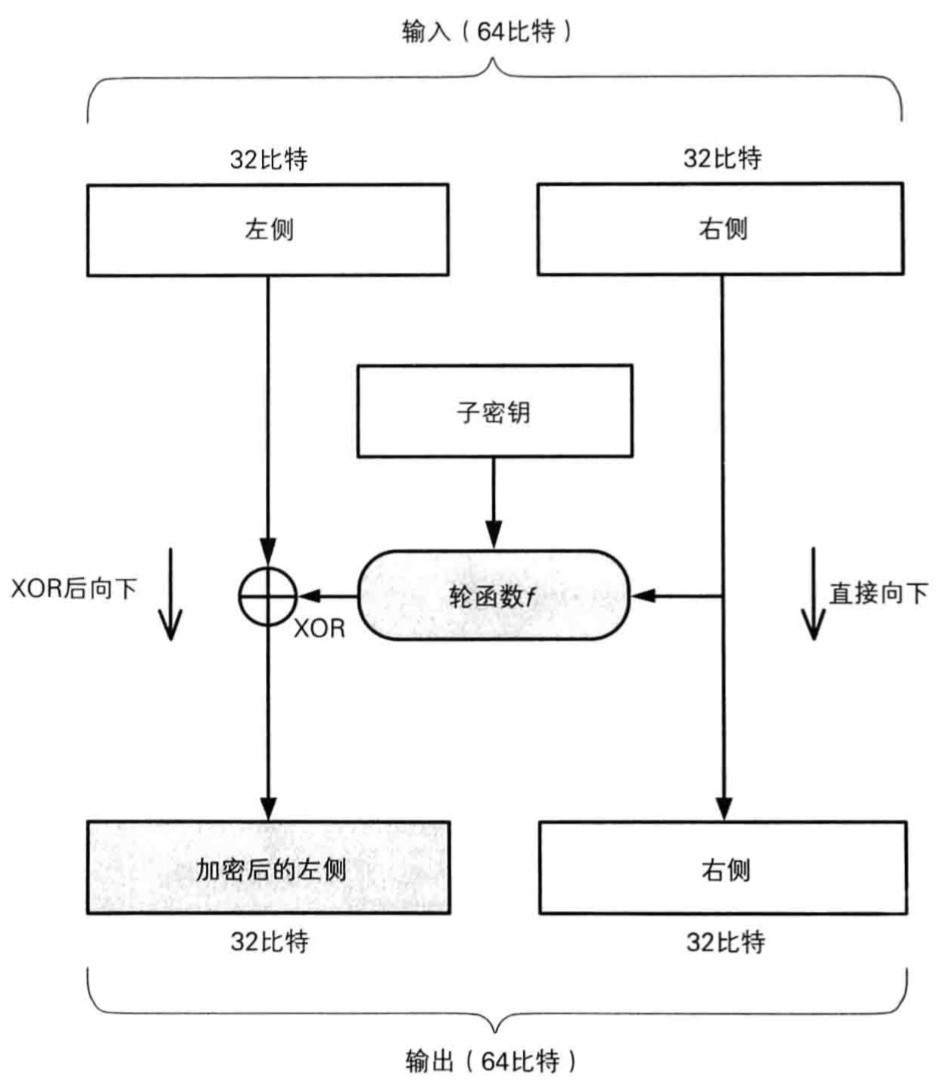 输入（64比特）
32比特
32比特
左侧
右侧
子密钥
XOR后向下
轮函数f
直接向下
XOR
加密后的左侧
右侧
32比特
32比特
输出（64比特）